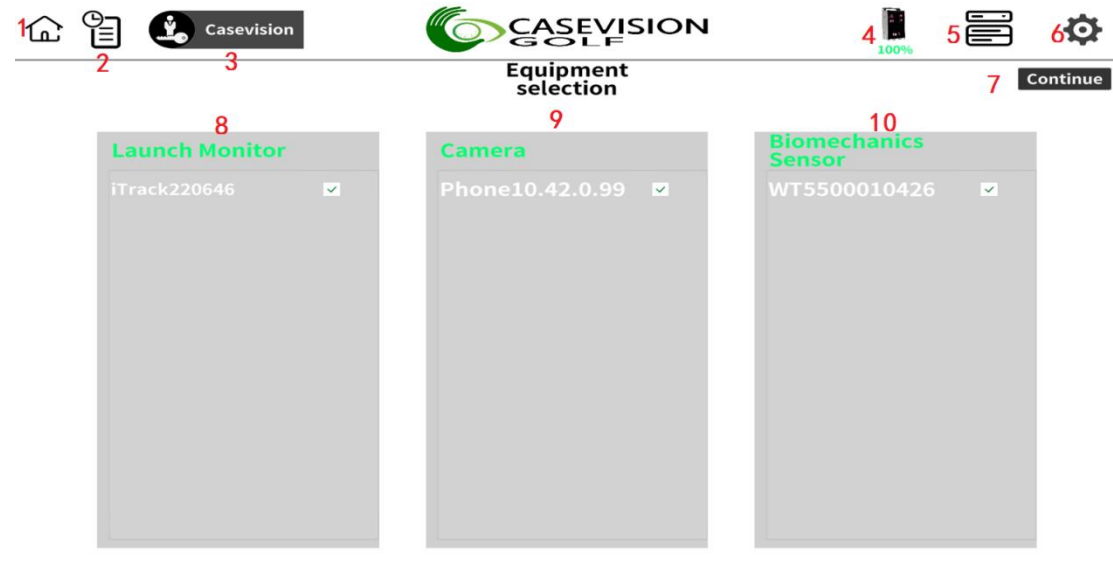 1
2
3
Casevision
CASEVISION
GOLF
4
100%
5
6
Equipment
selection
7
Continue
8
9
10
Launch Monitor
Camera
Biomechanics
Sensor
iTrack220646
Phone10.42.0.99
WT5500010426